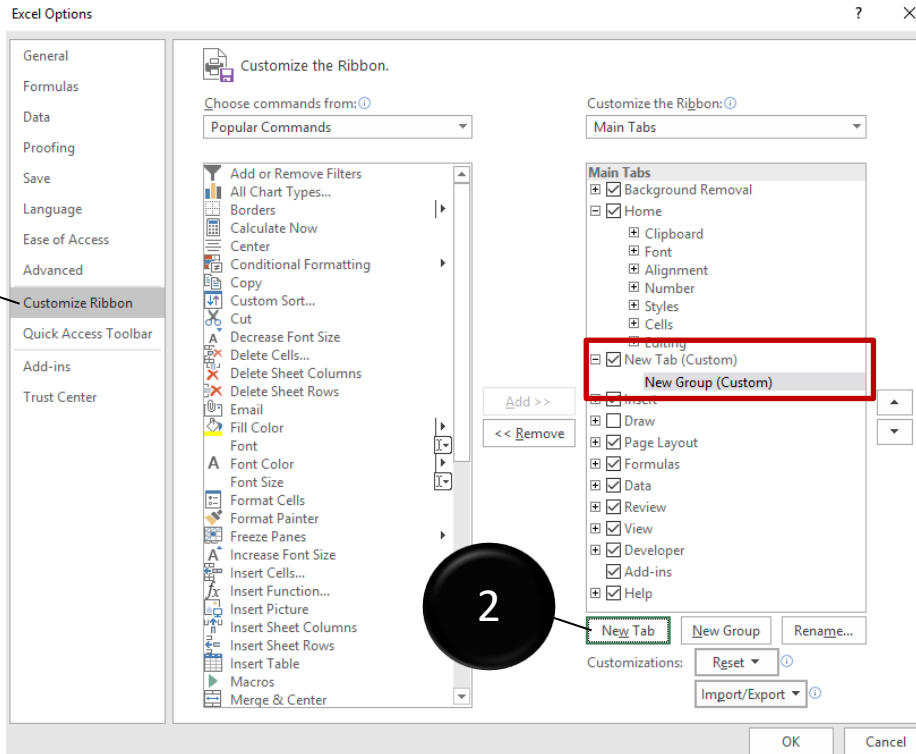 Excel Options
?
General
Formulas
Data
Proofing
Save
Language
Ease of Access
Advanced
Customize Ribbon
Quick Access Toolbar
Add-ins
Trust Center
Customize the Ribbon.
Choose commands from:
Popular Commands
Add or Remove Filters
All Chart Types...
Borders
Calculate Now
Center
Conditional Formatting
Copy
Custom Sort...
Cut
Decrease Font Size
Delete Cells...
Delete Sheet Columns
Delete Sheet Rows
Email
Fill Color
Font
Font Color
Font Size
Format Cells
Format Painter
Freeze Panes
Increase Font Size
Insert Cells...
Insert Function...
Insert Picture
Insert Sheet Columns
Insert Sheet Rows
Insert Table
Macros
Merge & Center
Add >>
<< Remove
Customize the Ribbon:
Main Tabs
Main Tabs
Background Removal
Home
Clipboard
Font
Alignment
Number
Styles
Cells
Editing
New Tab (Custom)
New Group (Custom)
Insert
Draw
Page Layout
Formulas
Data
Review
View
Developer
Add-ins
Help
2
New Tab
New Group
Rename...
Customizations:
Reset
Import/Export
OK
Cancel